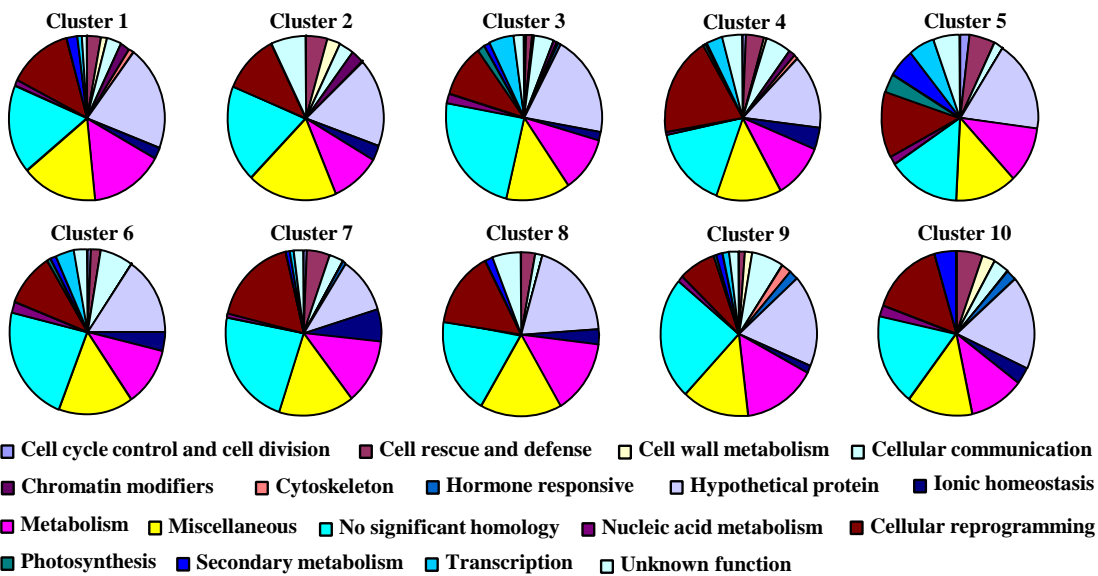 Cluster 1 Cluster 2 Cluster 3 Cluster 4 Cluster 5
Cluster 6 Cluster 7 Cluster 8 Cluster 9 Cluster 10
Cell cycle control and cell division Cell rescue and defense Cell wall metabolism Cellular communication
Chromatin modifiers Cytoskeleton Hormone responsive Hypothetical protein Ionic homeostasis
Metabolism Miscellaneous No significant homology Nucleic acid metabolism Cellular reprogramming
Photosynthesis Secondary metabolism Transcription Unknown function